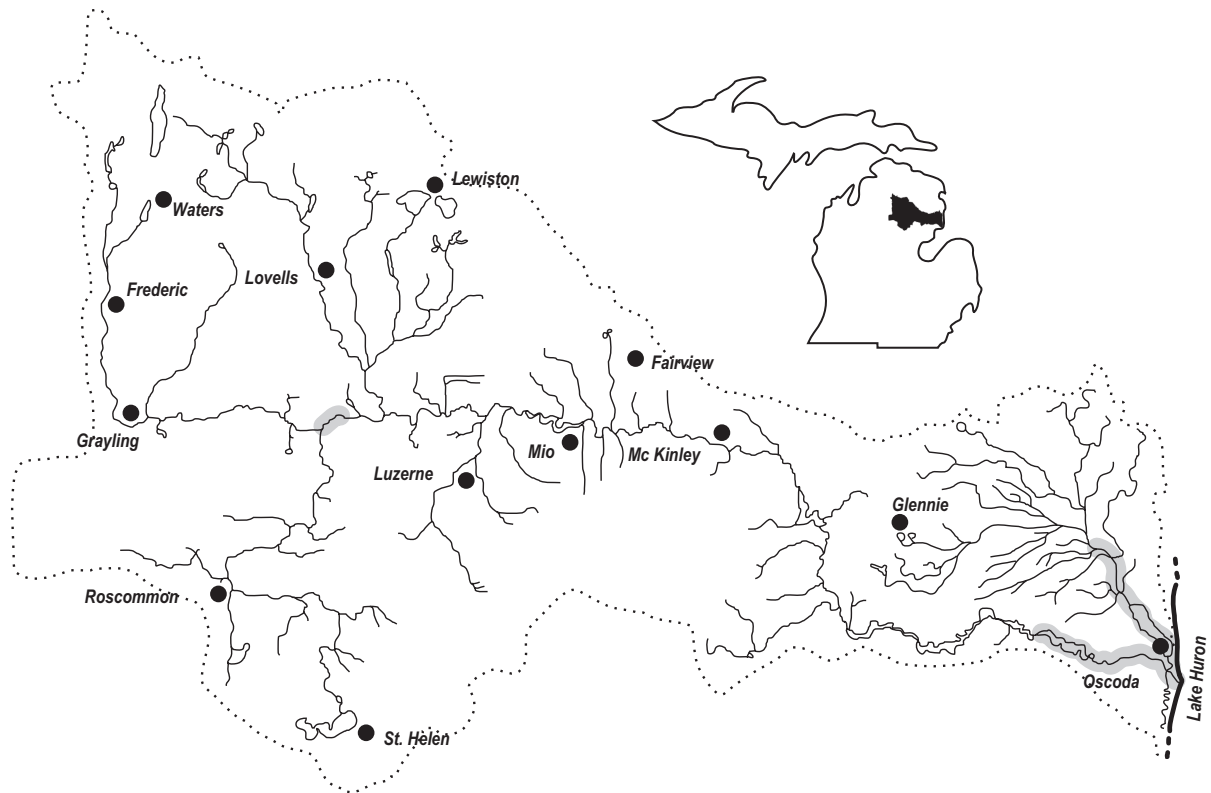 Lewiston
Waters
Lovells
Frederic
Fairview
Grayling
Mio
Mc Kinley
Luzerne
Glennie
Roscommon
Oscoda
Lake Huron
St. Helen